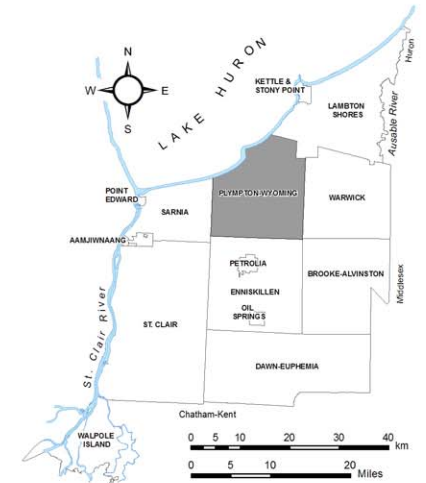 N
W E
S
LAKE HURON
KETTLE &
STONY POINT
LAMBTON
SHORES
Huron
Ausable River
POINT
EDWARD
PLYMPTON-WYOMING
WARWICK
SARNIA
AAMJIWNAANG
PETROLIA
ENNISKILLEN
BROOKE-ALVINSTON
Middlesex
OIL
SPRINGS
ST. CLAIR
St. Clair River
DAWN-EUPHEMIA
Chatham-Kent
WALPOLE
ISLAND
0 5 10 20 30 40
km
0 5 10 20
Miles